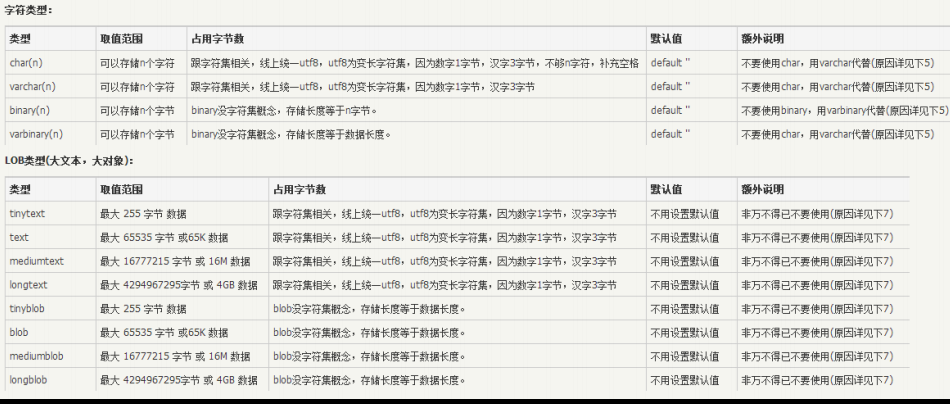 字符类型：
类型 取值范围 占用字节数 默认值 额外说明
char(n) 可以存储n个字符 跟字符集相关，线上统一utf8，utf8为变长字符集，因为数字1字节，汉字3字节，不够n字符，补充空格 default '' 不要使用char，用varchar代替(原因详见下5)
varchar(n) 可以存储n个字符 跟字符集相关，线上统一utf8，utf8为变长字符集，因为数字1字节，汉字3字节 default '' 不要使用char，用varchar代替(原因详见下5)
binary(n) 可以存储n个字节 binary没字符集概念，存储长度等于n字节。 default '' 不要使用binary，用varbinary代替(原因详见下5)
varbinary(n) 可以存储n个字节 binary没字符集概念，存储长度等于数据长度。 default '' 不要使用char，用varchar代替(原因详见下5)
LOB类型(大文本，大对象)：
类型 取值范围 占用字节数 默认值 额外说明
tinytext 最大 255 字节 数据 跟字符集相关，线上统一utf8，utf8为变长字符集，因为数字1字节，汉字3字节 不用设置默认值 非万不得已不要使用(原因详见下7)
text 最大 65535 字节 或65K 数据 跟字符集相关，线上统一utf8，utf8为变长字符集，因为数字1字节，汉字3字节 不用设置默认值 非万不得已不要使用(原因详见下7)
mediumtext 最大 16777215 字节 或 16M 数据 跟字符集相关，线上统一utf8，utf8为变长字符集，因为数字1字节，汉字3字节 不用设置默认值 非万不得已不要使用(原因详见下7)
longtext 最大 4294967295字节 或 4GB 数据 跟字符集相关，线上统一utf8，utf8为变长字符集，因为数字1字节，汉字3字节 不用设置默认值 非万不得已不要使用(原因详见下7)
tinyblob 最大 255 字节 数据 blob没字符集概念，存储长度等于数据长度。 不用设置默认值 非万不得已不要使用(原因详见下7)
blob 最大 65535 字节 或65K 数据 blob没字符集概念，存储长度等于数据长度。 不用设置默认值 非万不得已不要使用(原因详见下7)
mediumblob 最大 16777215 字节 或 16M 数据 blob没字符集概念，存储长度等于数据长度。 不用设置默认值 非万不得已不要使用(原因详见下7)
longblob 最大 4294967295字节 或 4GB 数据 blob没字符集概念，存储长度等于数据长度。 不用设置默认值 非万不得已不要使用(原因详见下7)